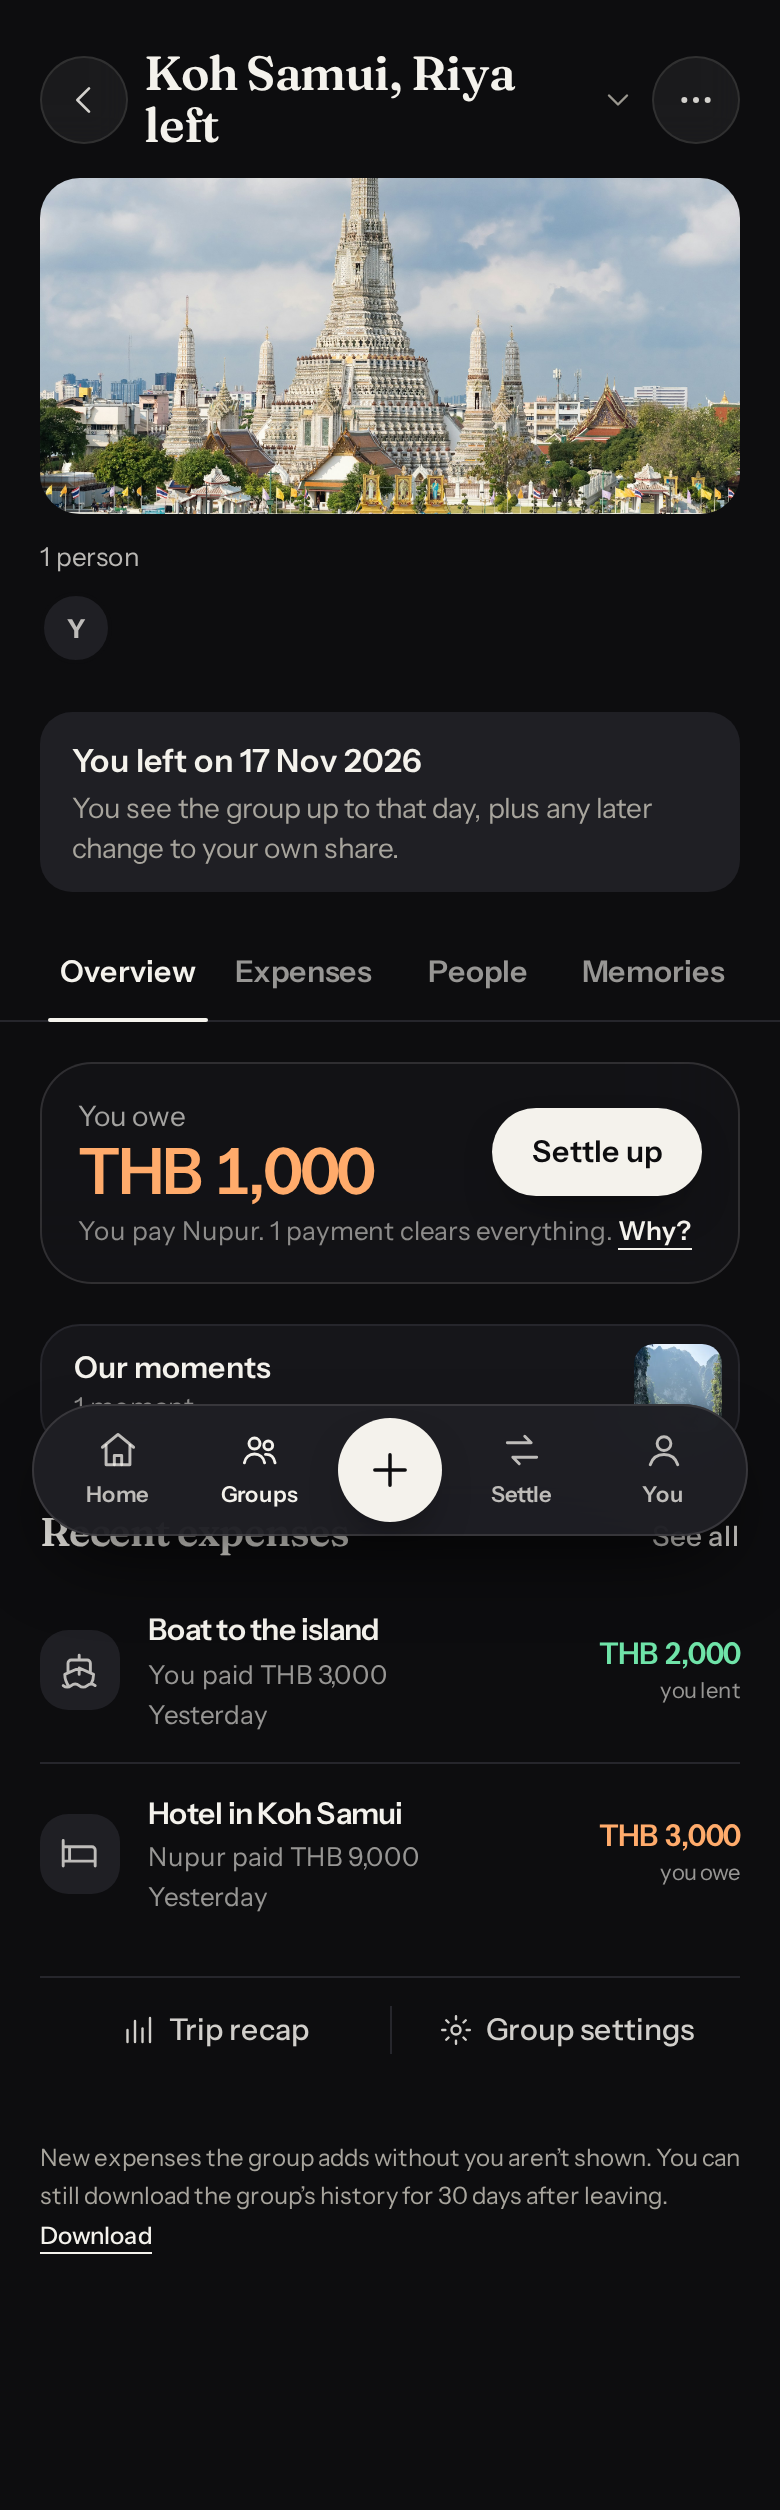 Koh Samui, Riya
left
1 person
Y
You left on 17 Nov 2026
You see the group up to that day, plus any later
change to your own share.
Overview Expenses People Memories
You owe
THB 1,000
Settle up
You pay Nupur. 1 payment clears everything. Why?
Our moments
1 moment
Home Groups Settle You
Recent expenses See all
Boat to the island
You paid THB 3,000
Yesterday
THB 2,000
you lent
Hotel in Koh Samui
Nupur paid THB 9,000
Yesterday
THB 3,000
you owe
Trip recap Group settings
New expenses the group adds without you aren’t shown. You can
still download the group’s history for 30 days after leaving.
Download